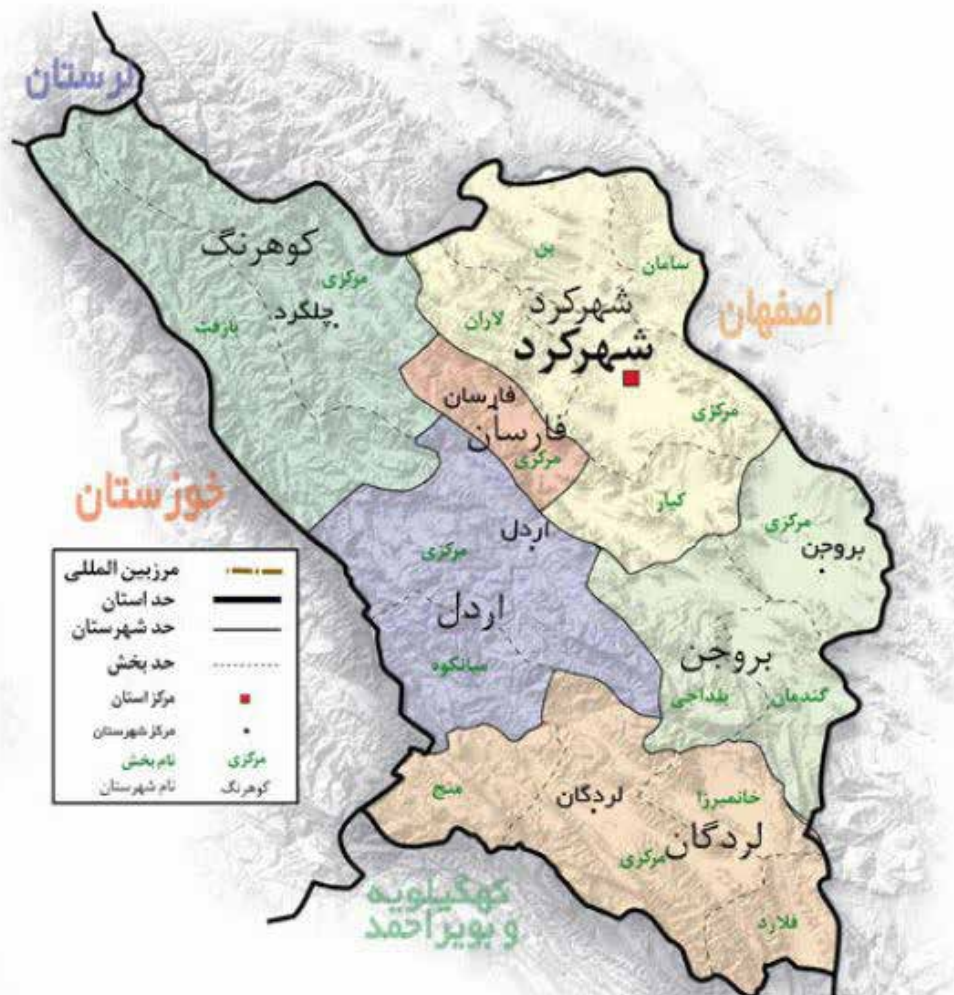 لرستان
کوهرنگ
مرکزی
چلگرد
بازفت
بن
سامان
شهرکرد
لاران
شهرکرد
مرکزی
کیار
اصفهان
فارسان
فارسان
مرکزی
خوزستان
اردل
مرکزی
اردل
میانکوه
مرکزی
بروجن
بروجن
بلداجی
گندمان
مرزبین المللی
حد استان
حد شهرستان
حد بخش
مرکز استان
مرکز شهرستان
نام بخش
مرکزی
نام شهرستان
کوهرنگ
منج
لردگان
خانمیرزا
لردگان
مرکزی
فلارد
کهگیلویه
و بویراحمد